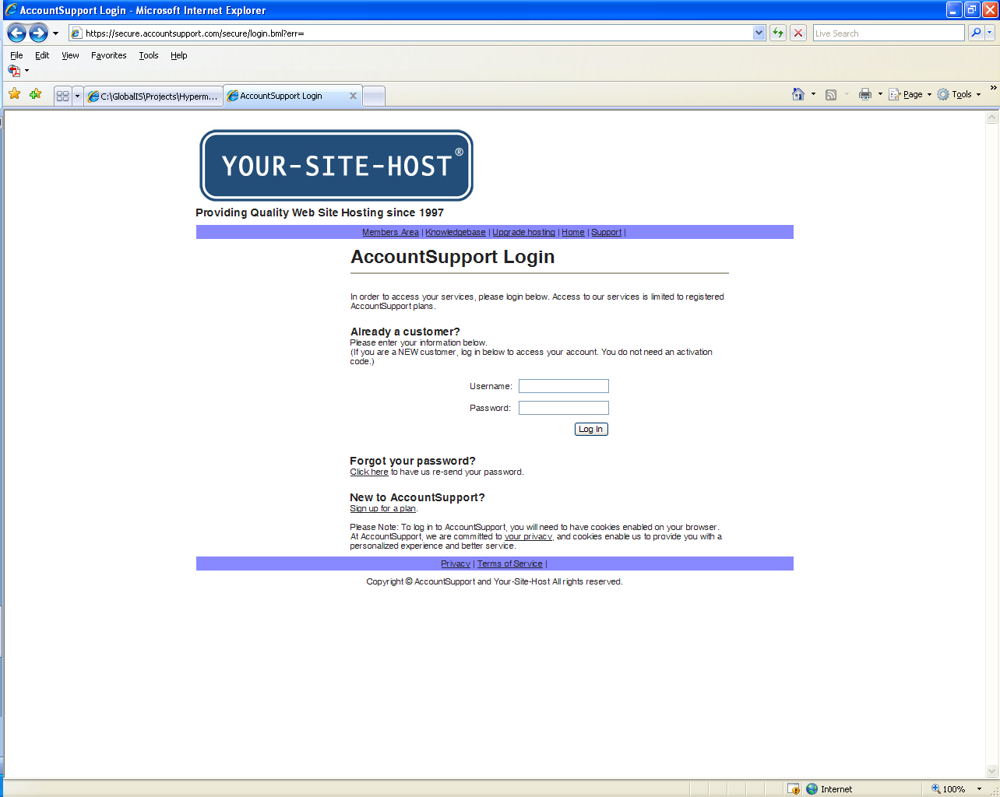 AccountSupport Login - Microsoft Internet Explorer
https://secure.accountsupport.com/secure/login.bml?err=
Live Search
File Edit View Favorites Tools Help
C:\GlobalIS\Projects\Hyperm...
AccountSupport Login
Page
Tools
YOUR-SITE-HOST®
Providing Quality Web Site Hosting since 1997
Members Area | Knowledgebase | Upgrade hosting | Home | Support |
AccountSupport Login
In order to access your services, please login below. Access to our services is limited to registered
AccountSupport plans.
Already a customer?
Please enter your information below.
(If you are a NEW customer, log in below to access your account. You do not need an activation
code.)
Username:
Password:
Log In
Forgot your password?
Click here to have us re-send your password.
New to AccountSupport?
Sign up for a plan.
Please Note: To log in to AccountSupport, you will need to have cookies enabled on your browser.
At AccountSupport, we are committed to your privacy, and cookies enable us to provide you with a
personalized experience and better service.
Privacy | Terms of Service |
Copyright © AccountSupport and Your-Site-Host All rights reserved.
Internet
100%